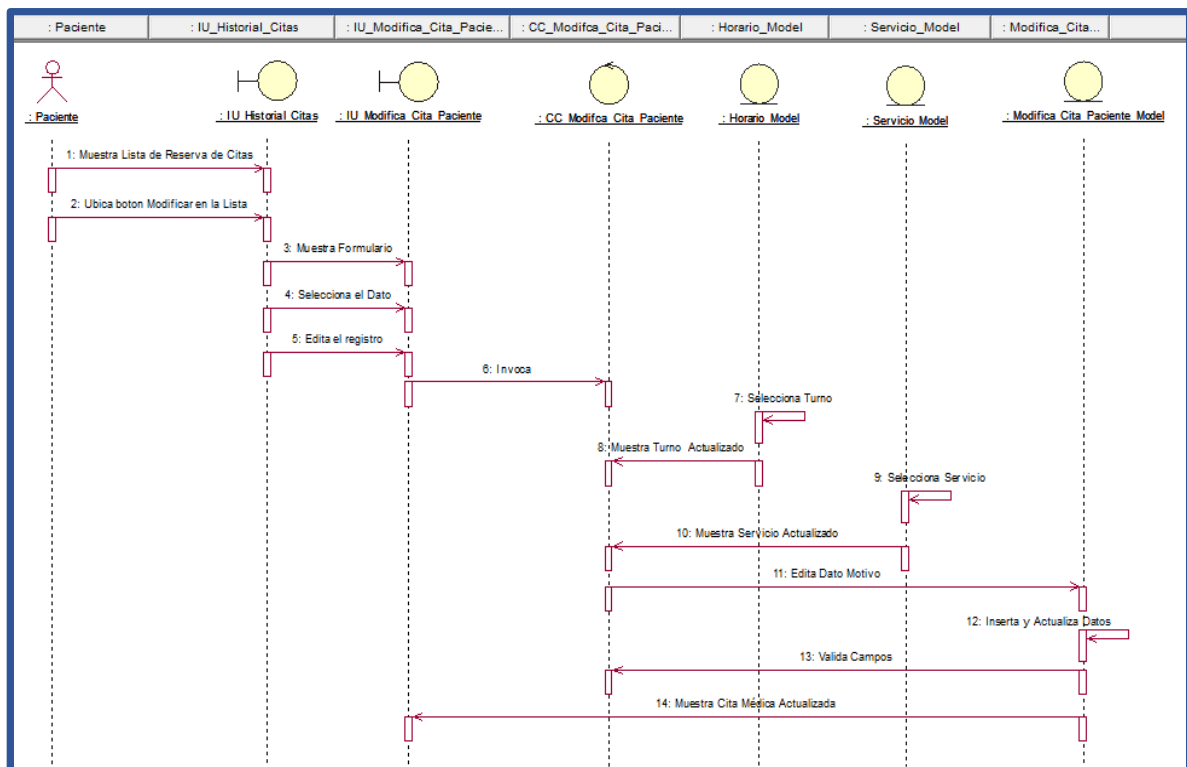 : Paciente
: IU_Historial_Citas
: IU_Modifica_Cita_Pacie...
: CC_Modifca_Cita_Paci...
: Horario_Model
: Servicio_Model
: Modifica_Cita...
: Paciente
: IU Historial Citas
: IU Modifica Cita Paciente
: CC Modifca Cita Paciente
: Horario Model
: Servicio Model
: Modifica Cita Paciente Model
1: Muestra Lista de Reserva de Citas
2: Ubica boton Modificar en la Lista
3: Muestra Formulario
4: Selecciona el Dato
5: Edita el registro
6: Invoca
7: Selecciona Turno
8: Muestra Turno Actualizado
9: Selecciona Servicio
10: Muestra Servicio Actualizado
11: Edita Dato Motivo
12: Inserta y Actualiza Datos
13: Valida Campos
14: Muestra Cita Médica Actualizada